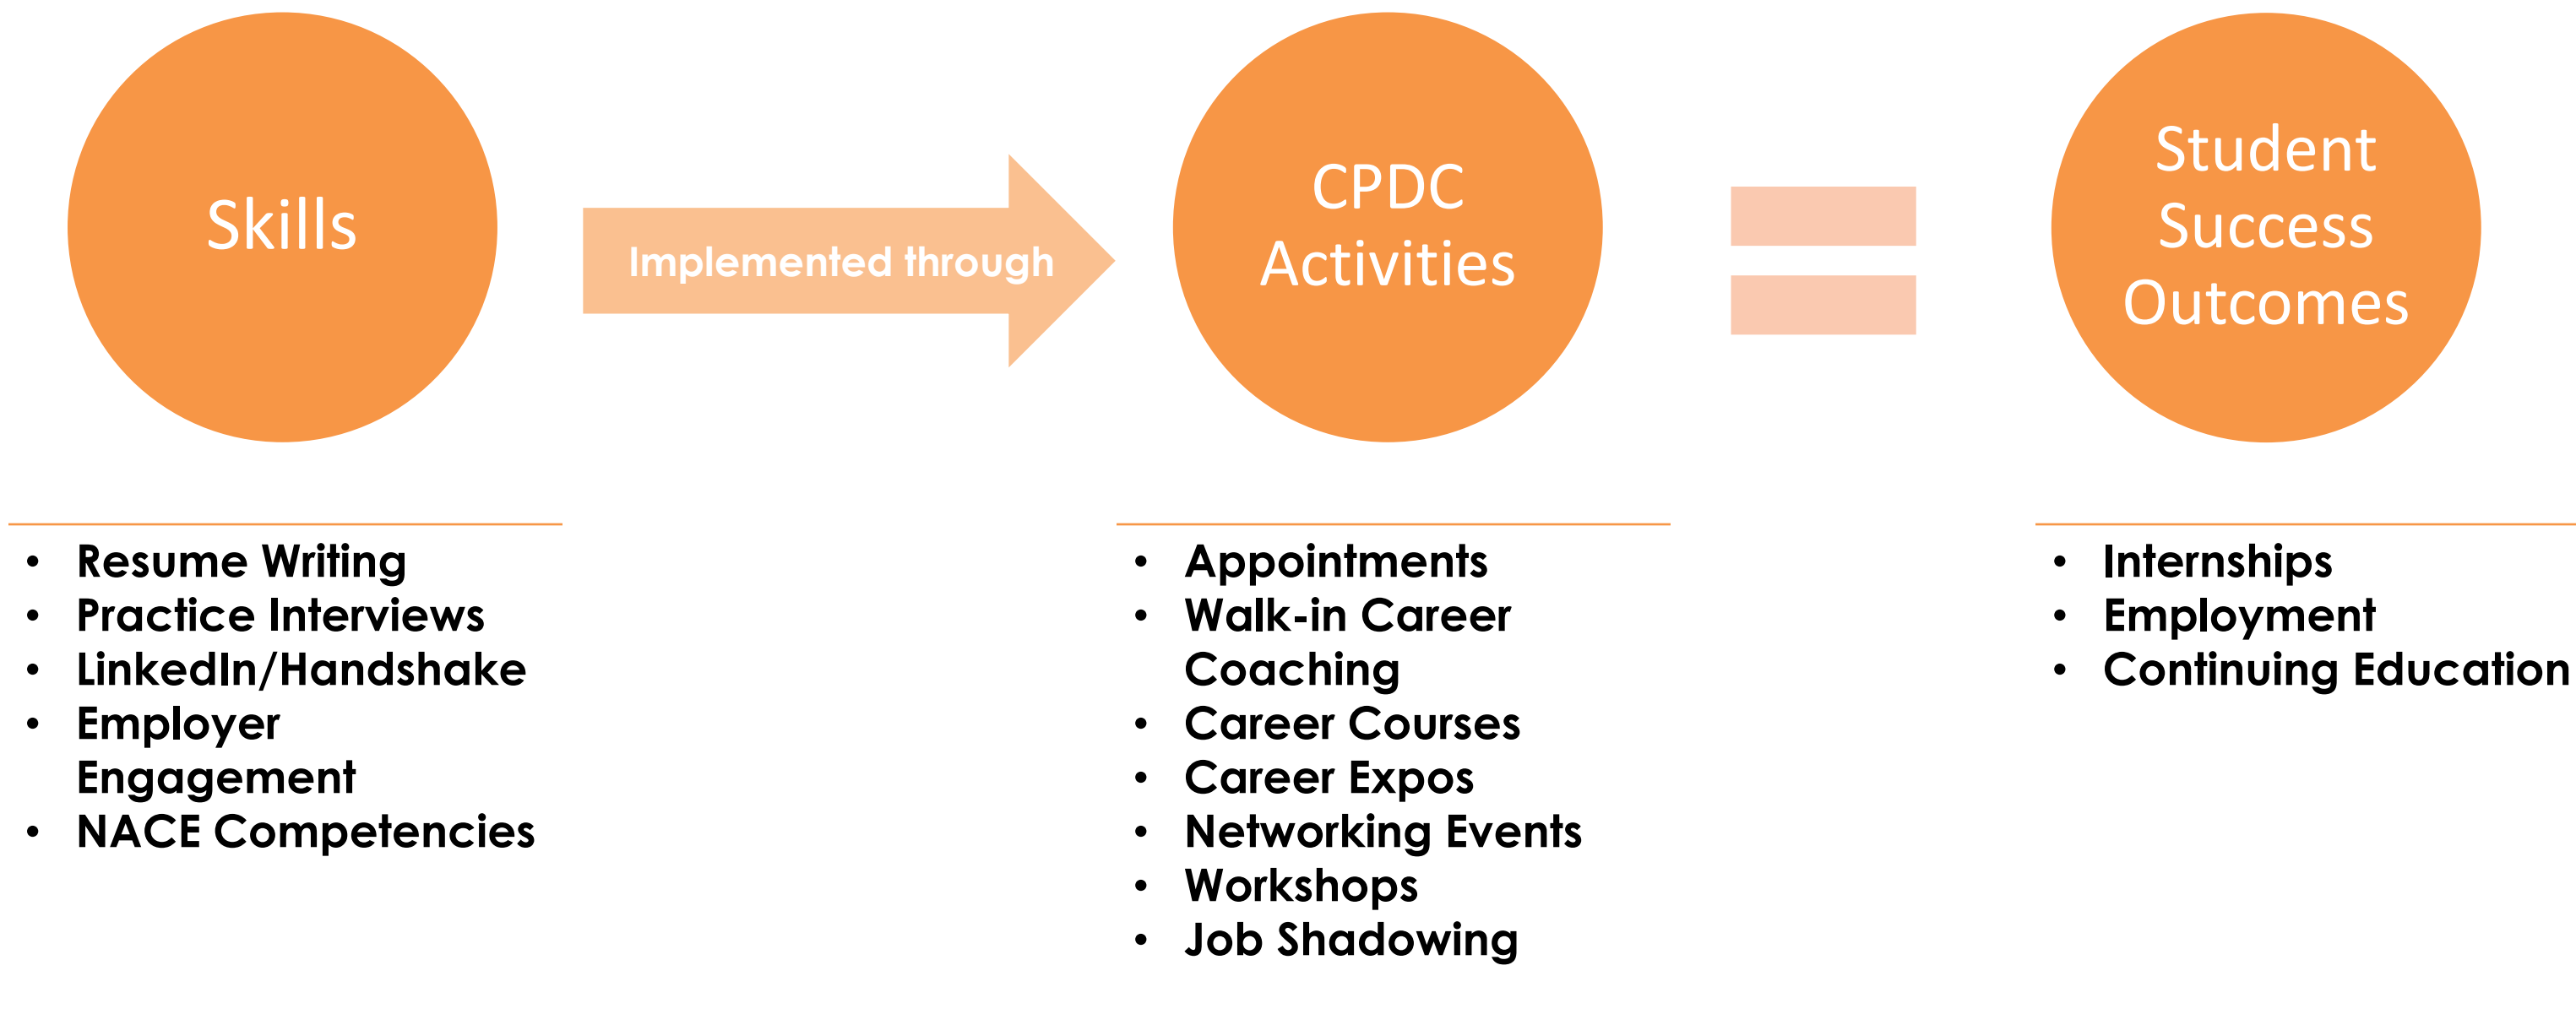 Skills
Implemented through
CPDC
Activities
Student
Success
Outcomes
• Resume Writing
• Practice Interviews
• LinkedIn/Handshake
• Employer
Engagement
• NACE Competencies
• Appointments
• Walk-in Career
Coaching
• Career Courses
• Career Expos
• Networking Events
• Workshops
• Job Shadowing
• Internships
• Employment
• Continuing Education